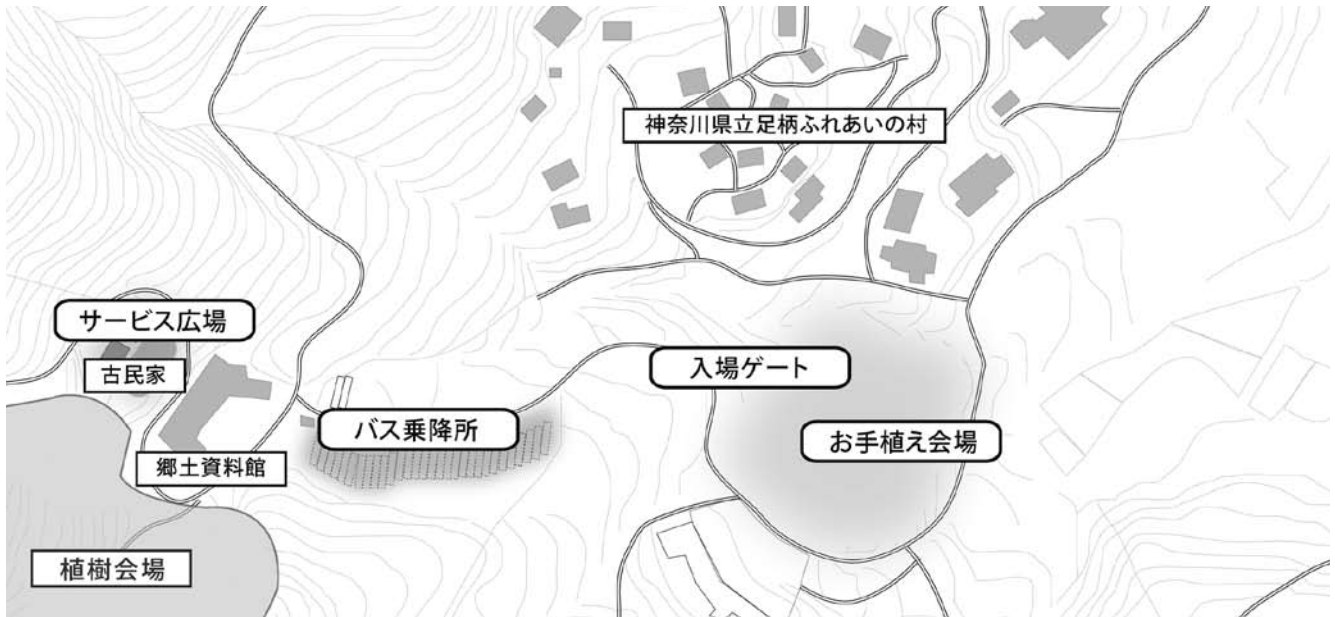 神奈川県立足柄ふれあいの村
サービス広場
古民家
入場ゲート
バス乗降所
お手植え会場
郷土資料館
植樹会場